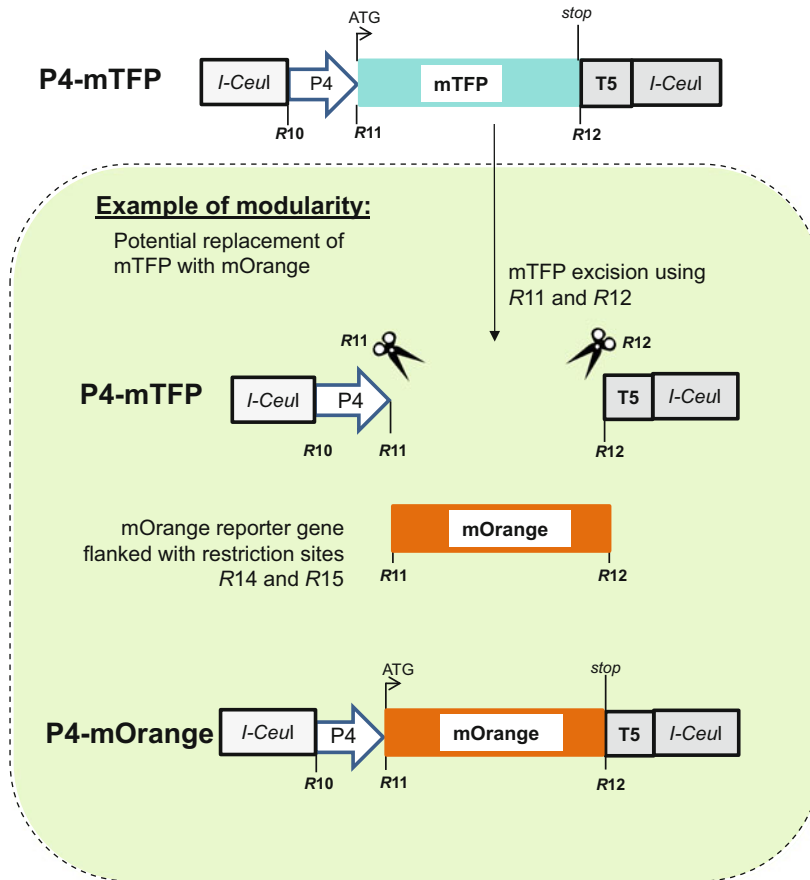 ATG
stop
P4-mTFP
I-CeuI
P4
mTFP
T5
I-CeuI
R10
R11
R12
Example of modularity:
Potential replacement of
mTFP with mOrange
mTFP excision using
R11 and R12
R11
R12
P4-mTFP
I-CeuI
P4
T5
I-CeuI
R10
R11
R12
mOrange reporter gene
flanked with restriction sites
R14 and R15
mOrange
R11
R12
ATG
stop
P4-mOrange
I-CeuI
P4
mOrange
T5
I-CeuI
R10
R11
R12